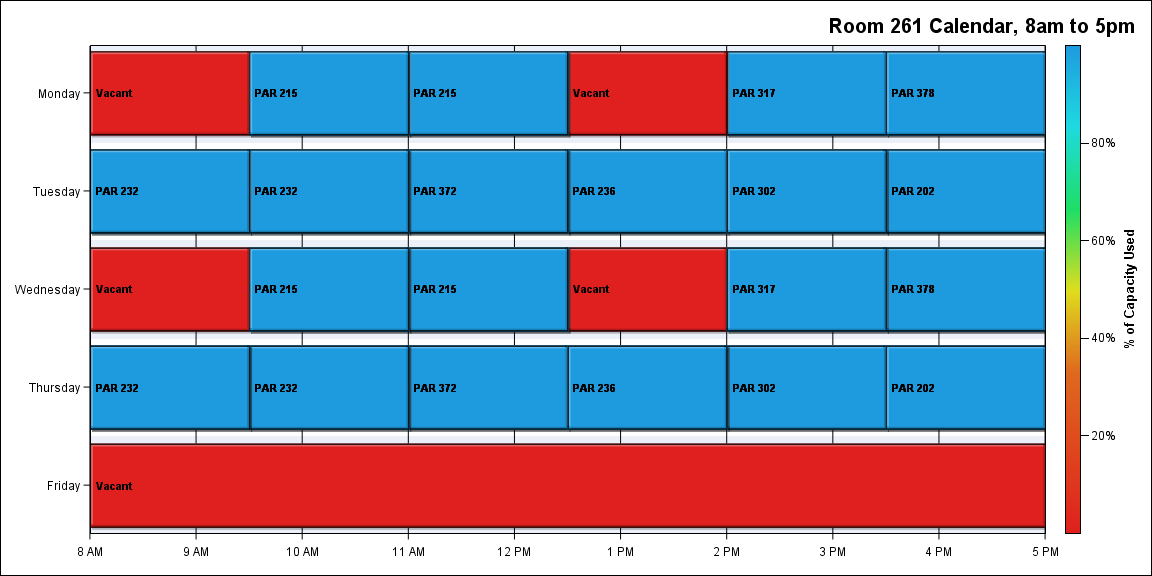 Room 261 Calendar, 8am to 5pm
Monday Vacant PAR 215 PAR 215 Vacant PAR 317 PAR 378
80%
Tuesday PAR 232 PAR 232 PAR 372 PAR 236 PAR 302 PAR 202
60%
Wednesday Vacant PAR 215 PAR 215 Vacant PAR 317 PAR 378
% of Capacity Used
40%
Thursday PAR 232 PAR 232 PAR 372 PAR 236 PAR 302 PAR 202
20%
Friday Vacant
8 AM 9 AM 10 AM 11 AM 12 PM 1 PM 2 PM 3 PM 4 PM 5 PM